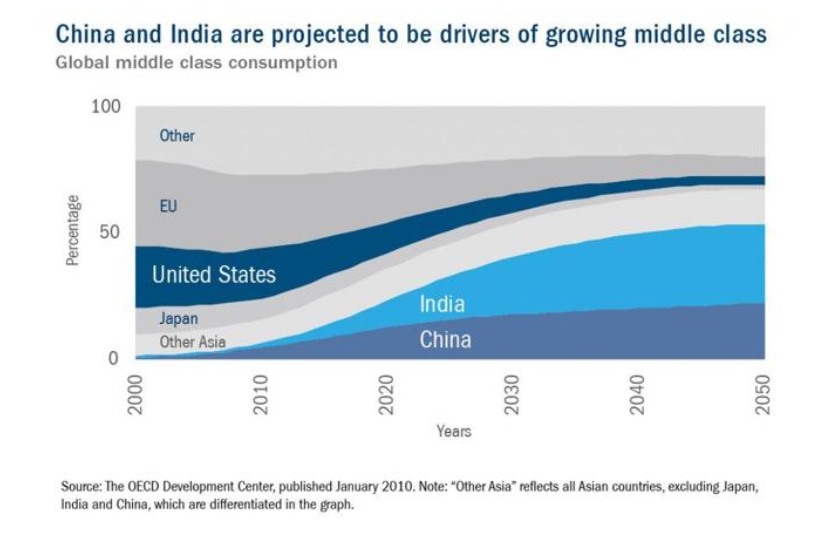 China and India are projected to be drivers of growing middle class
Global middle class consumption
100
Other
EU
Percentage
50
United States
India
Japan
Other Asia
China
0
2000
2010
2020
2030
2040
2050
Years
Source: The OECD Development Center, published January 2010. Note: “Other Asia” reflects all Asian countries, excluding Japan,
India and China, which are differentiated in the graph.